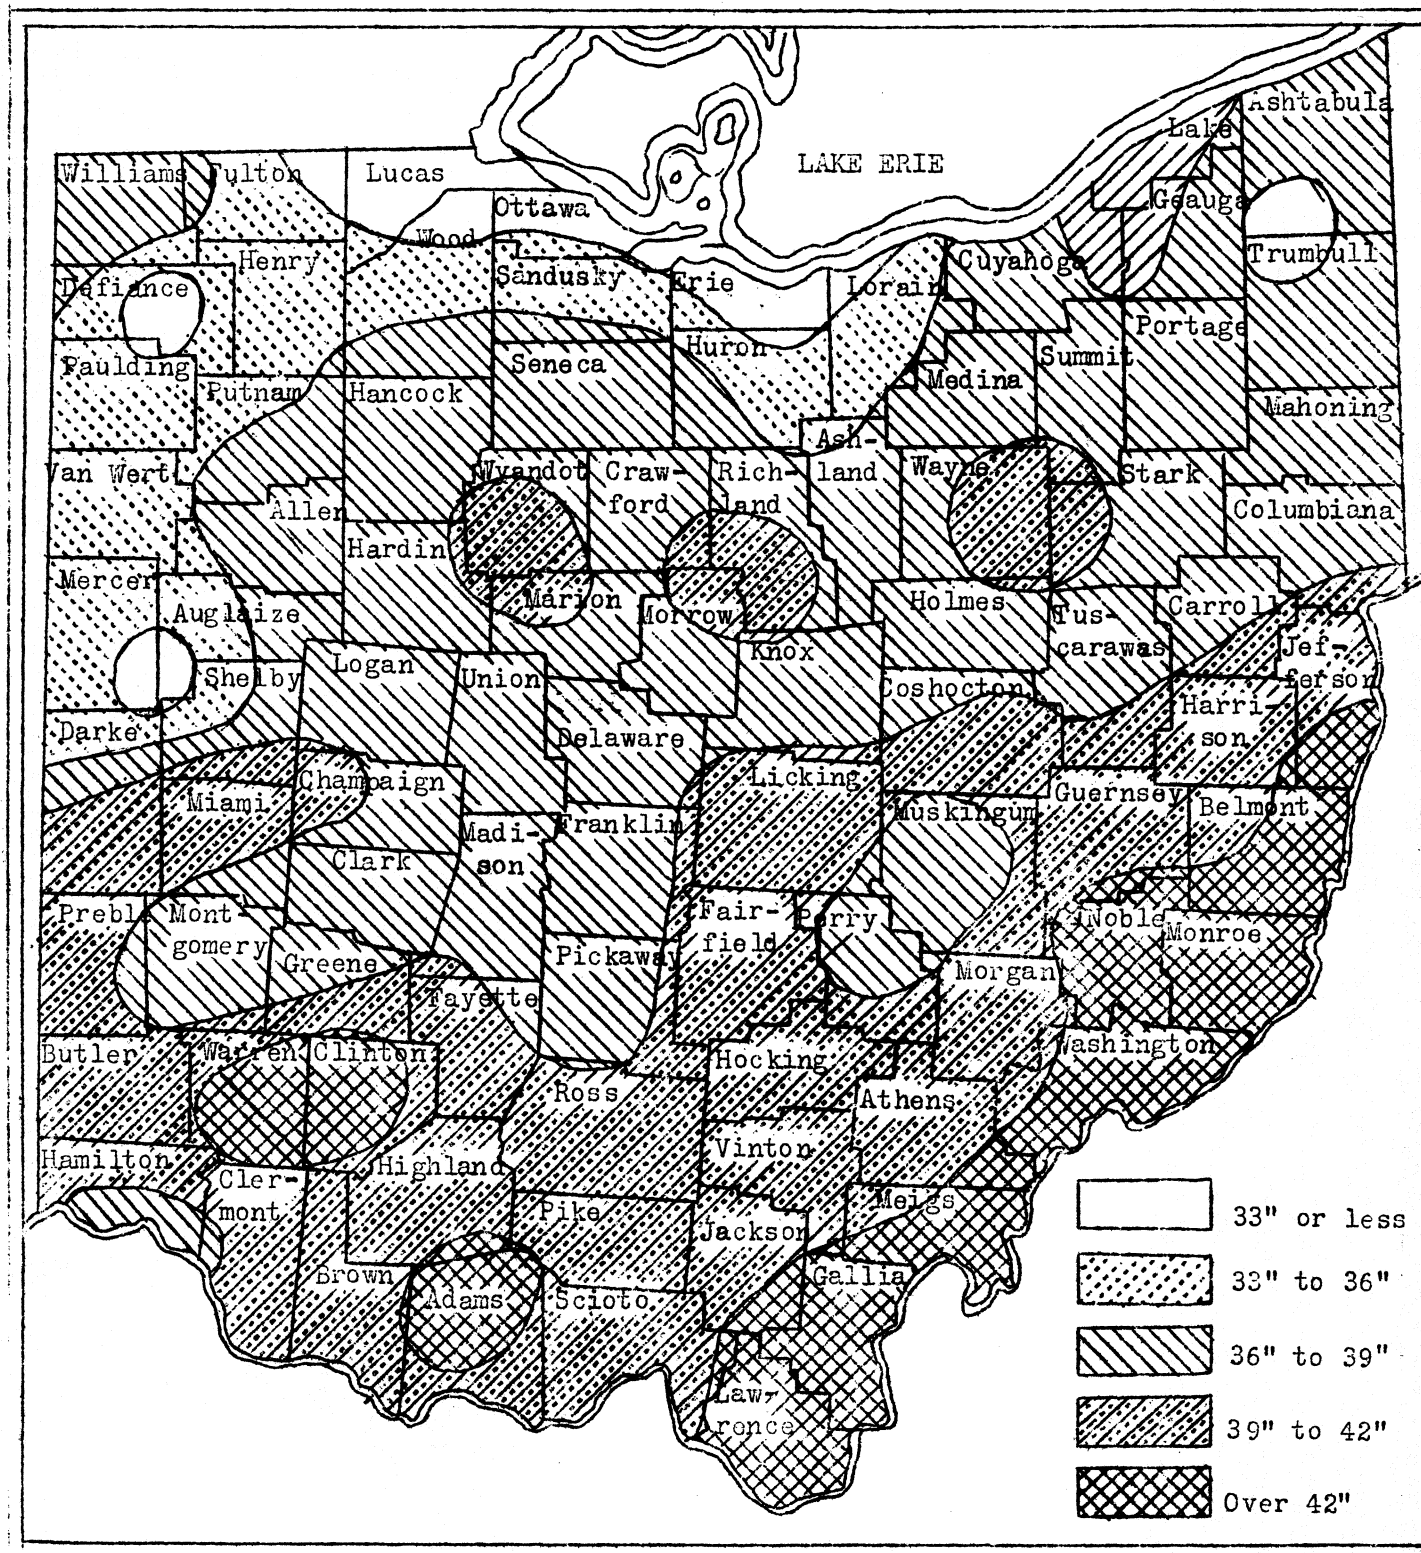 Ashtabula
Lake
LAKE ERIE
Williams
Fulton
Lucas
Geauga
Ottawa
Wood
Henry
Cuyahoga
Trumbull
Sandusky
Erie
Lorain
Defiance
Portage
Huron
Summit
Seneca
Paulding
Medina
Putnam
Hancock
Mahoning
Ash-
land
Van Wert
Wyandot
Craw-
ford
Rich-
land
Wayne
Stark
Allen
Columbiana
Hardin
Mercer
Marion
Morrow
Holmes
Tus-
carawas
Carroll
Auglaize
Jef-
ferson
Logan
Knox
Shelby
Union
Coshocton
Harri-
son
Darke
Delaware
Champaign
Licking
Guernsey
Miami
Muskingum
Belmont
Madi-
son
Franklin
Clark
Preble
Mont-
gomery
Fair-
field
Perry
Noble
Monroe
Greene
Pickaway
Morgan
Fayette
Butler
Warren
Clinton
Hocking
Washington
Ross
Athens
Hamilton
Highland
Vinton
Cler-
mont
Pike
Meigs
Jackson
33" or less
Brown
Adams
Scioto
Gallia
33" to 36"
36" to 39"
Law-
rence
39" to 42"
Over 42"